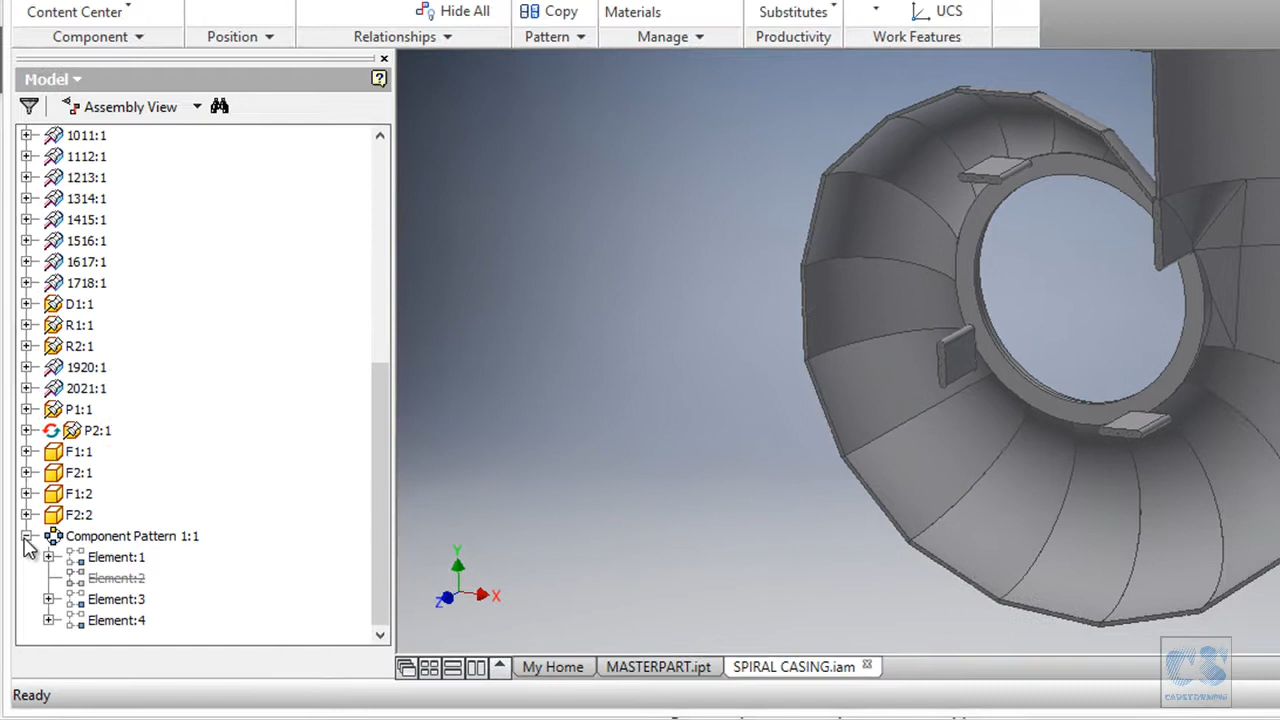 Content Center
Hide All
Copy
Materials
Substitutes
UCS
Component
Position
Relationships
Pattern
Manage
Productivity
Work Features
Model
?
Assembly View
1011:1
1112:1
1213:1
1314:1
1415:1
1516:1
1617:1
1718:1
D1:1
R1:1
R2:1
1920:1
2021:1
P1:1
P2:1
F1:1
F2:1
F1:2
F2:2
Component Pattern 1:1
Element:1
Element:2
Element:3
Element:4
Y
X
Z
My Home
MASTERPART.ipt
SPIRAL CASING.iam
Ready
CS